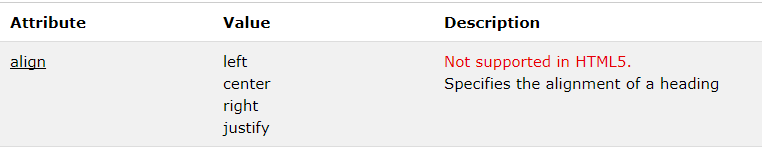 Attribute Value Description
align left Not supported in HTML5.
center Specifies the alignment of a heading
right
justify